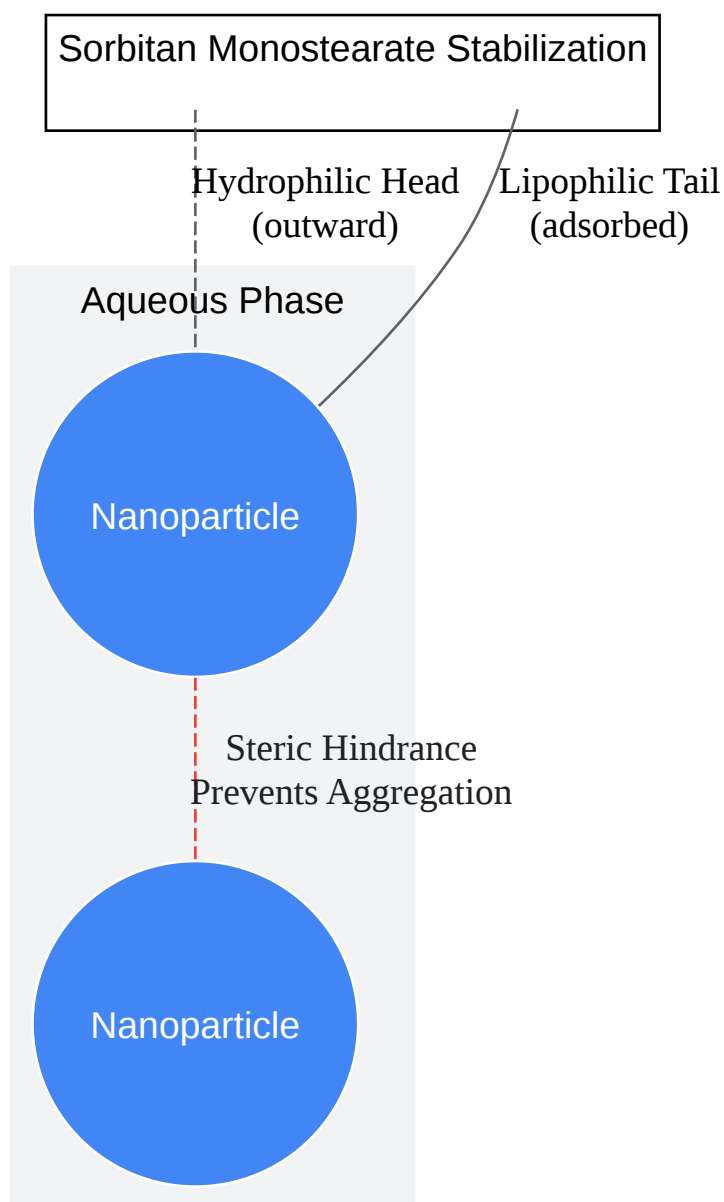 Sorbitan Monostearate Stabilization
Hydrophilic Head
(outward)
Lipophilic Tail
(adsorbed)
Aqueous Phase
Nanoparticle
Steric Hindrance
Prevents Aggregation
Nanoparticle